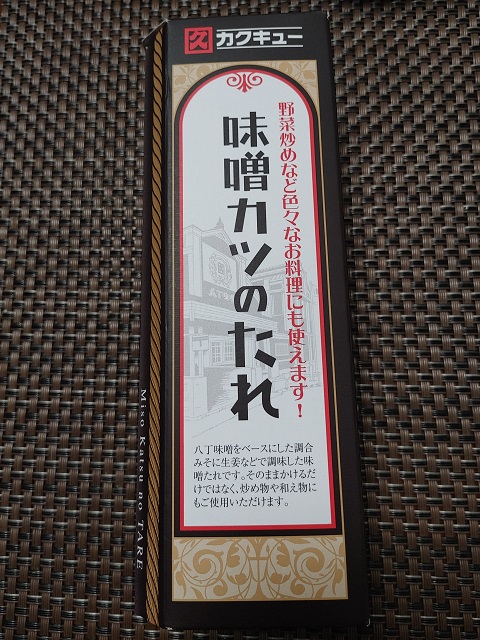 久 カクキュー
野菜炒めなど色々なお料理にも使えます！
味噌カツのたれ
八丁味噌をベースにした調合
みそに生姜などで調味した味
噌たれです。そのままかけるだ
けではなく、炒め物や和え物に
もご使用いただけます。
Miso Katsu no TARE